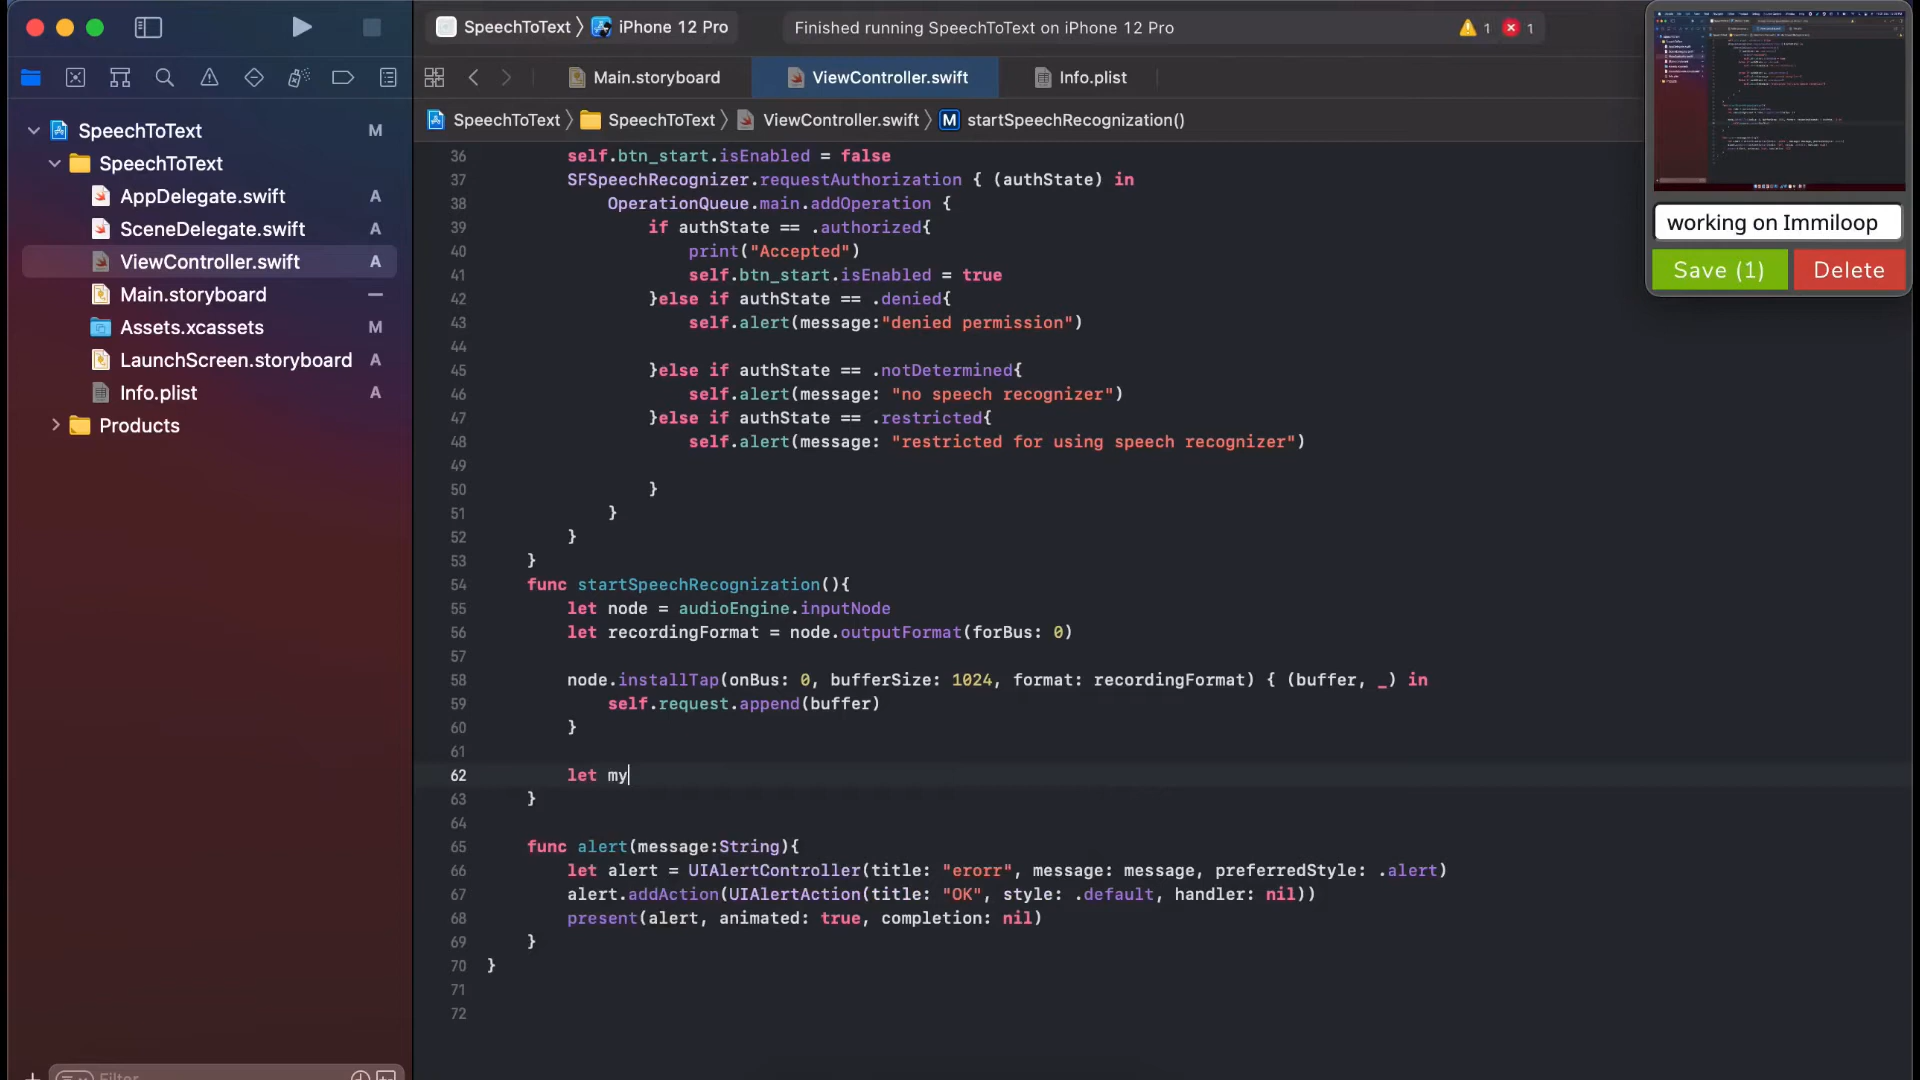 SpeechToText
iPhone 12 Pro
Finished running SpeechToText on iPhone 12 Pro
1
1
Main.storyboard
ViewController.swift
Info.plist
SpeechToText
SpeechToText
ViewController.swift
M
startSpeechRecognization()
working on Immiloop
Save (1)
Delete
SpeechToText M
SpeechToText
AppDelegate.swift A
SceneDelegate.swift A
ViewController.swift A
Main.storyboard —
Assets.xcassets M
LaunchScreen.storyboard A
Info.plist A
Products
Filter
36 self.btn_start.isEnabled = false
37 SFSpeechRecognizer.requestAuthorization { (authState) in
38 OperationQueue.main.addOperation {
39 if authState == .authorized{
40 print("Accepted")
41 self.btn_start.isEnabled = true
42 }else if authState == .denied{
43 self.alert(message:"denied permission")
44
45 }else if authState == .notDetermined{
46 self.alert(message: "no speech recognizer")
47 }else if authState == .restricted{
48 self.alert(message: "restricted for using speech recognizer")
49
50 }
51 }
52 }
53 }
54 func startSpeechRecognization(){
55 let node = audioEngine.inputNode
56 let recordingFormat = node.outputFormat(forBus: 0)
57
58 node.installTap(onBus: 0, bufferSize: 1024, format: recordingFormat) { (buffer, _) in
59 self.request.append(buffer)
60 }
61
62 let my
63 }
64
65 func alert(message:String){
66 let alert = UIAlertController(title: "erorr", message: message, preferredStyle: .alert)
67 alert.addAction(UIAlertAction(title: "OK", style: .default, handler: nil))
68 present(alert, animated: true, completion: nil)
69 }
70 }
71
72